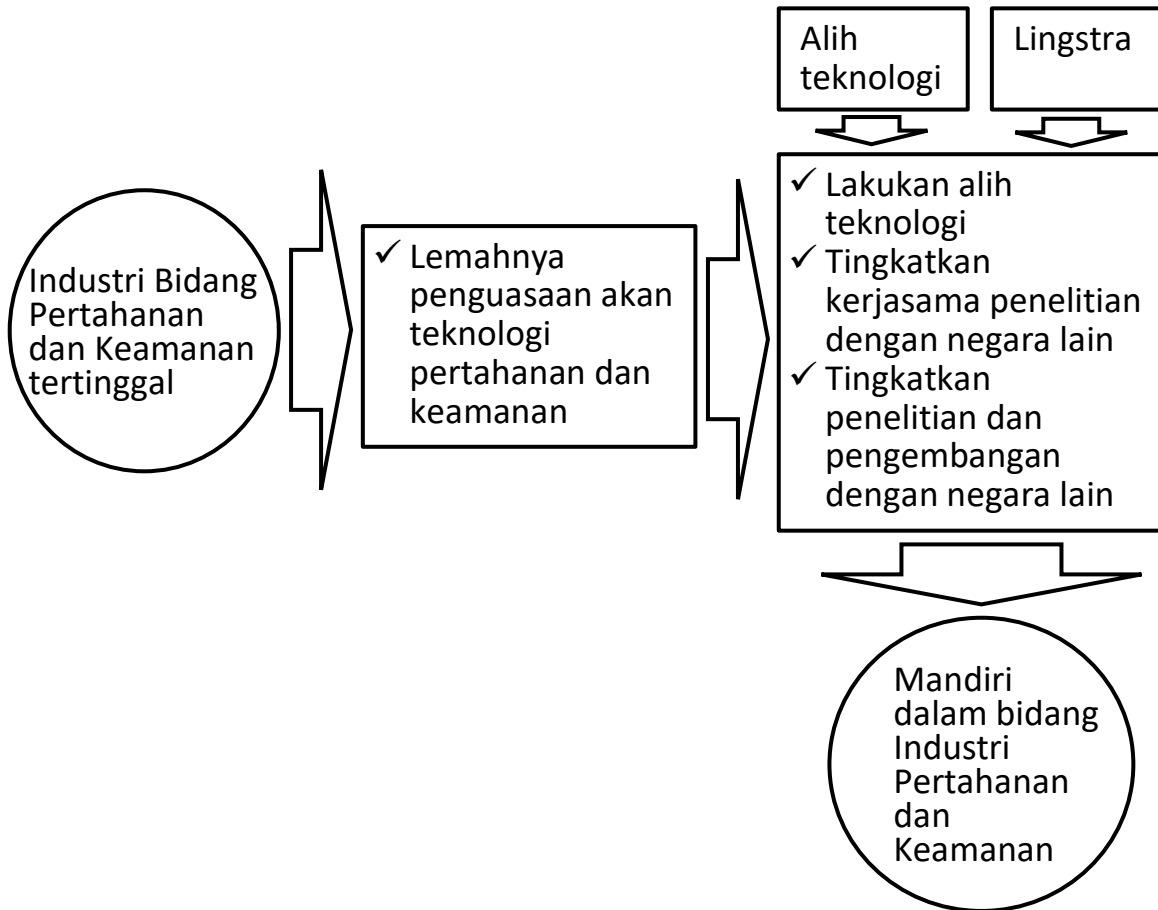 Alih
teknologi
Lingstra
Industri Bidang
Pertahanan
dan Keamanan
tertinggal
✓ Lemahnya
penguasaan akan
teknologi
pertahanan dan
keamanan
✓ Lakukan alih
teknologi
✓ Tingkatkan
kerjasama penelitian
dengan negara lain
✓ Tingkatkan
penelitian dan
pengembangan
dengan negara lain
Mandiri
dalam bidang
Industri
Pertahanan
dan
Keamanan